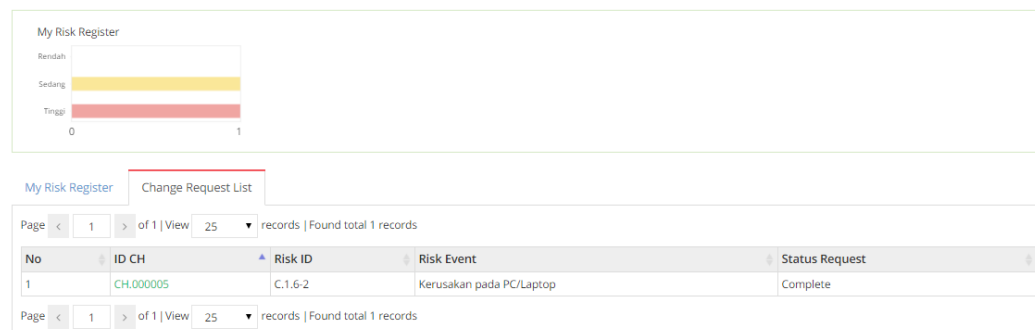 My Risk Register
Rendah
Sedang
Tinggi
0 1
My Risk Register Change Request List
Page < 1 > of 1 | View 25 ▼ records | Found total 1 records
No ID CH Risk ID Risk Event Status Request
1 CH.000005 C.1.6-2 Kerusakan pada PC/Laptop Complete
Page < 1 > of 1 | View 25 ▼ records | Found total 1 records